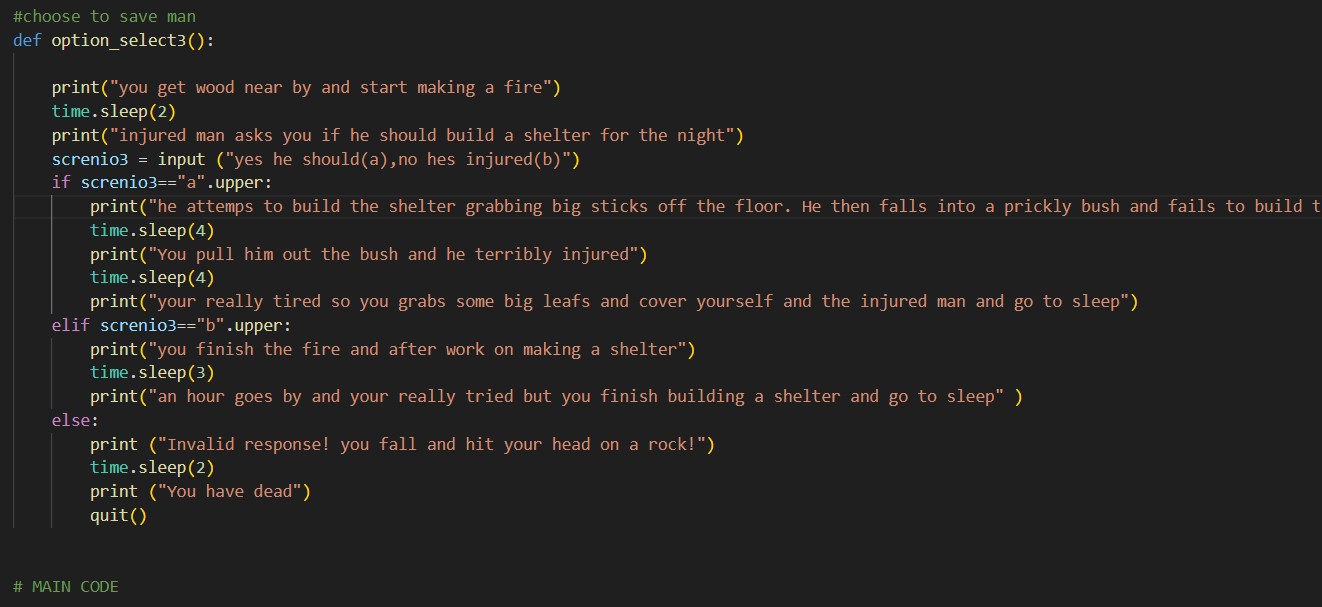 #choose to save man
def option_select3():
print("you get wood near by and start making a fire")
time.sleep(2)
print("injured man asks you if he should build a shelter for the night")
screnio3 = input ("yes he should(a),no hes injured(b)")
if screnio3=="a".upper:
print("he attemps to build the shelter grabbing big sticks off the floor. He then falls into a prickly bush and fails to build t
time.sleep(4)
print("You pull him out the bush and he terribly injured")
time.sleep(4)
print("your really tired so you grabs some big leafs and cover yourself and the injured man and go to sleep")
elif screnio3=="b".upper:
print("you finish the fire and after work on making a shelter")
time.sleep(3)
print("an hour goes by and your really tried but you finish building a shelter and go to sleep" )
else:
print ("Invalid response! you fall and hit your head on a rock!")
time.sleep(2)
print ("You have dead")
quit()
# MAIN CODE